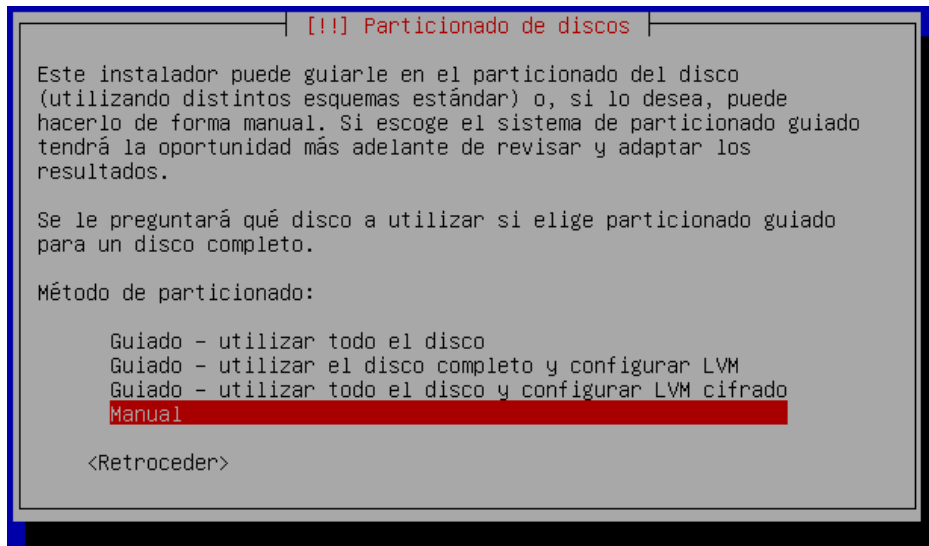 [!!] Particionado de discos
Este instalador puede guiarle en el particionado del disco
(utilizando distintos esquemas estándar) o, si lo desea, puede
hacerlo de forma manual. Si escoge el sistema de particionado guiado
tendrá la oportunidad más adelante de revisar y adaptar los
resultados.
Se le preguntará qué disco a utilizar si elige particionado guiado
para un disco completo.
Método de particionado:
Guiado – utilizar todo el disco
Guiado – utilizar el disco completo y configurar LVM
Guiado – utilizar todo el disco y configurar LVM cifrado
Manual
<Retroceder>